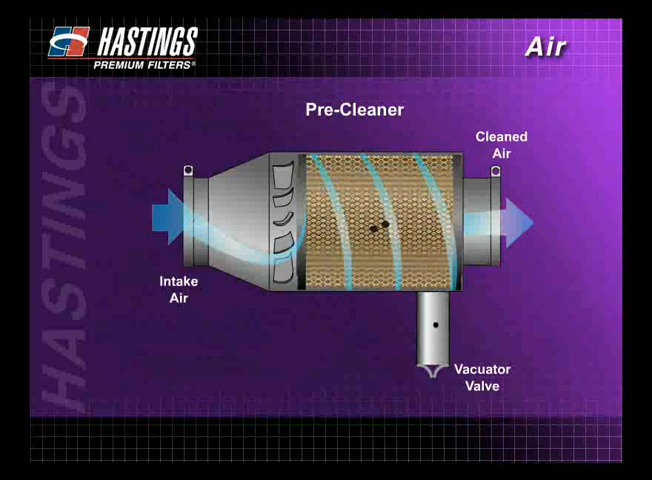 HASTINGS
PREMIUM FILTERS®
Air
HASTINGS
Pre-Cleaner
Cleaned
Air
Intake
Air
Vacuator
Valve